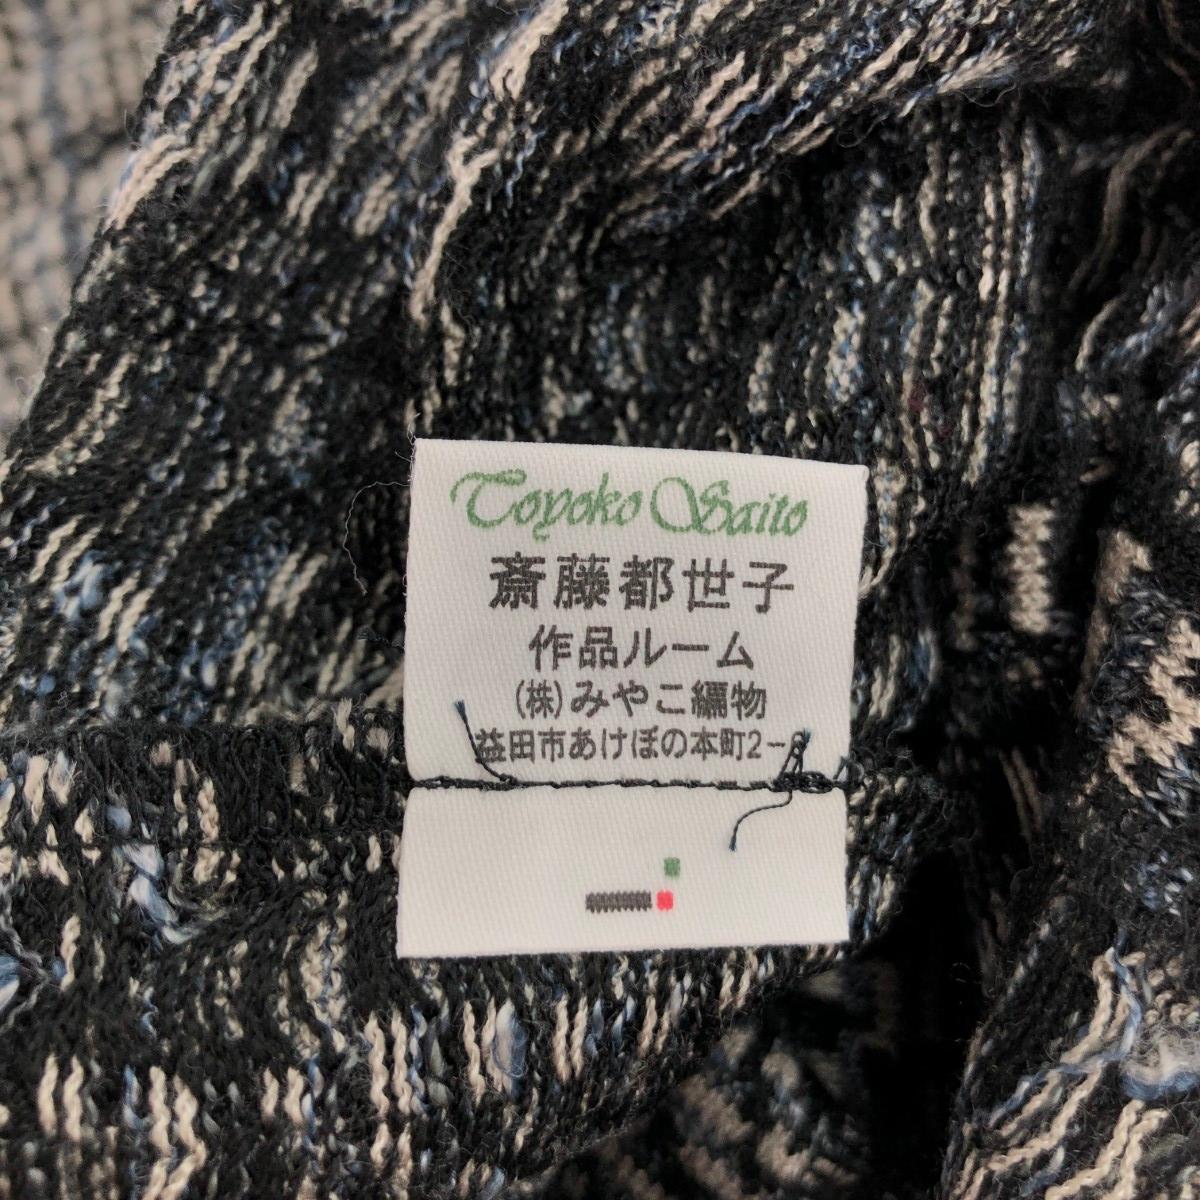 Toyoko Saito
斎藤都世子
作品ルーム
(株)みやこ編物
益田市あけぼの本町2-